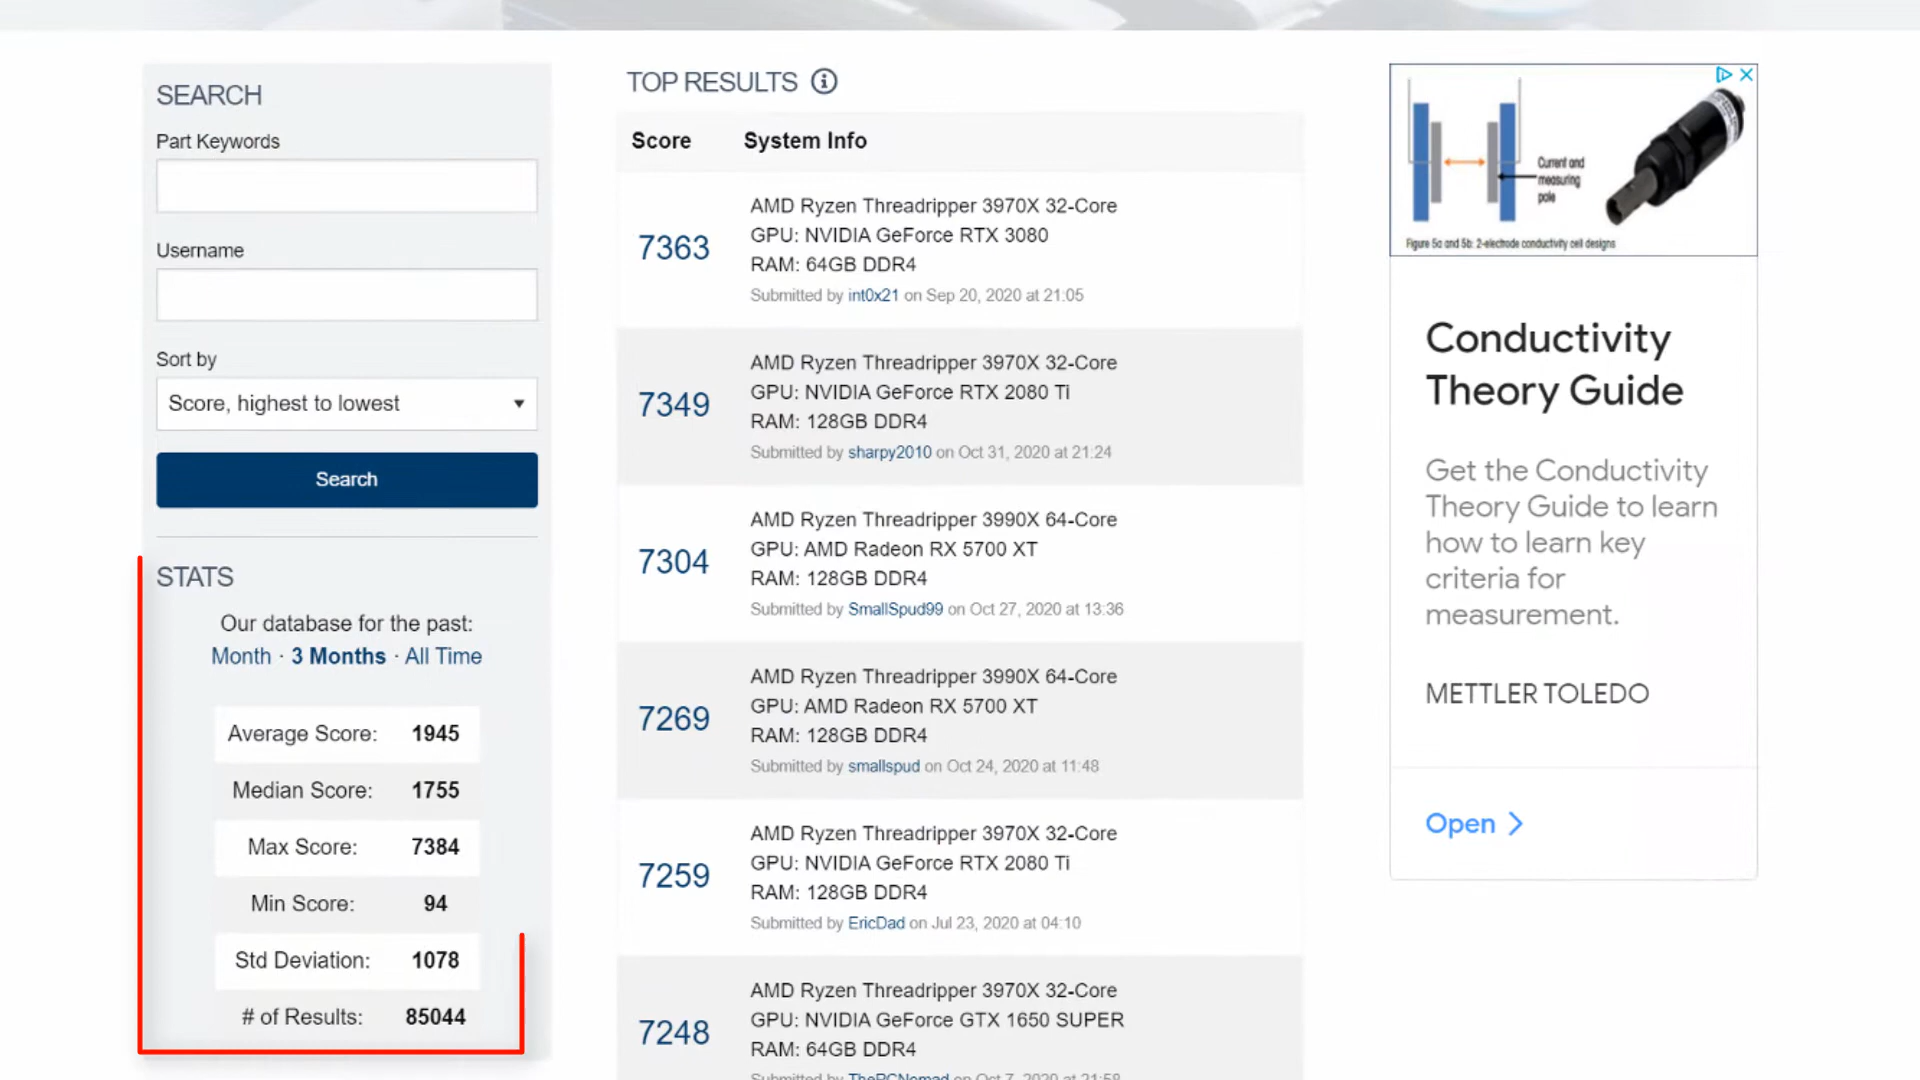 SEARCH
Part Keywords
Username
Sort by
Score, highest to lowest
Search
STATS
Our database for the past:
Month · 3 Months · All Time
Average Score: 1945
Median Score: 1755
Max Score: 7384
Min Score: 94
Std Deviation: 1078
# of Results: 85044
TOP RESULTS
Score System Info
7363
AMD Ryzen Threadripper 3970X 32-Core
GPU: NVIDIA GeForce RTX 3080
RAM: 64GB DDR4
Submitted by int0x21 on Sep 20, 2020 at 21:05
7349
AMD Ryzen Threadripper 3970X 32-Core
GPU: NVIDIA GeForce RTX 2080 Ti
RAM: 128GB DDR4
Submitted by sharpy2010 on Oct 31, 2020 at 21:24
7304
AMD Ryzen Threadripper 3990X 64-Core
GPU: AMD Radeon RX 5700 XT
RAM: 128GB DDR4
Submitted by SmallSpud99 on Oct 27, 2020 at 13:36
7269
AMD Ryzen Threadripper 3990X 64-Core
GPU: AMD Radeon RX 5700 XT
RAM: 128GB DDR4
Submitted by smallspud on Oct 24, 2020 at 11:48
7259
AMD Ryzen Threadripper 3970X 32-Core
GPU: NVIDIA GeForce RTX 2080 Ti
RAM: 128GB DDR4
Submitted by EricDad on Jul 23, 2020 at 04:10
7248
AMD Ryzen Threadripper 3970X 32-Core
GPU: NVIDIA GeForce GTX 1650 SUPER
RAM: 64GB DDR4
Submitted by ThePCNomad on Oct 7, 2020 at 21:58
Current and
measuring
pole
Figure 5a and 5b: 2-electrode conductivity cell designs
Conductivity
Theory Guide
Get the Conductivity
Theory Guide to learn
how to learn key
criteria for
measurement.
METTLER TOLEDO
Open